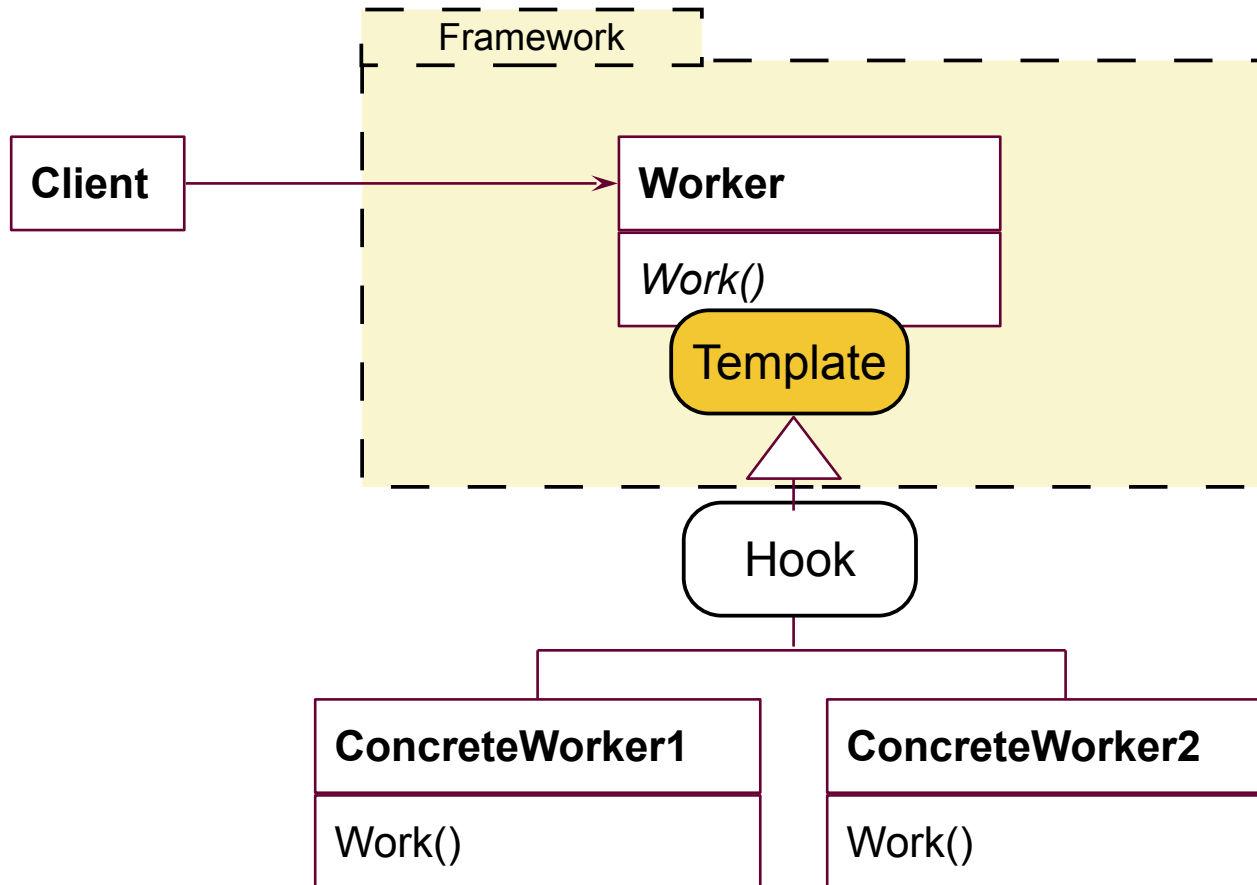 Framework
Client
Worker
Work()
Template
Hook
ConcreteWorker1
ConcreteWorker2
Work()
Work()